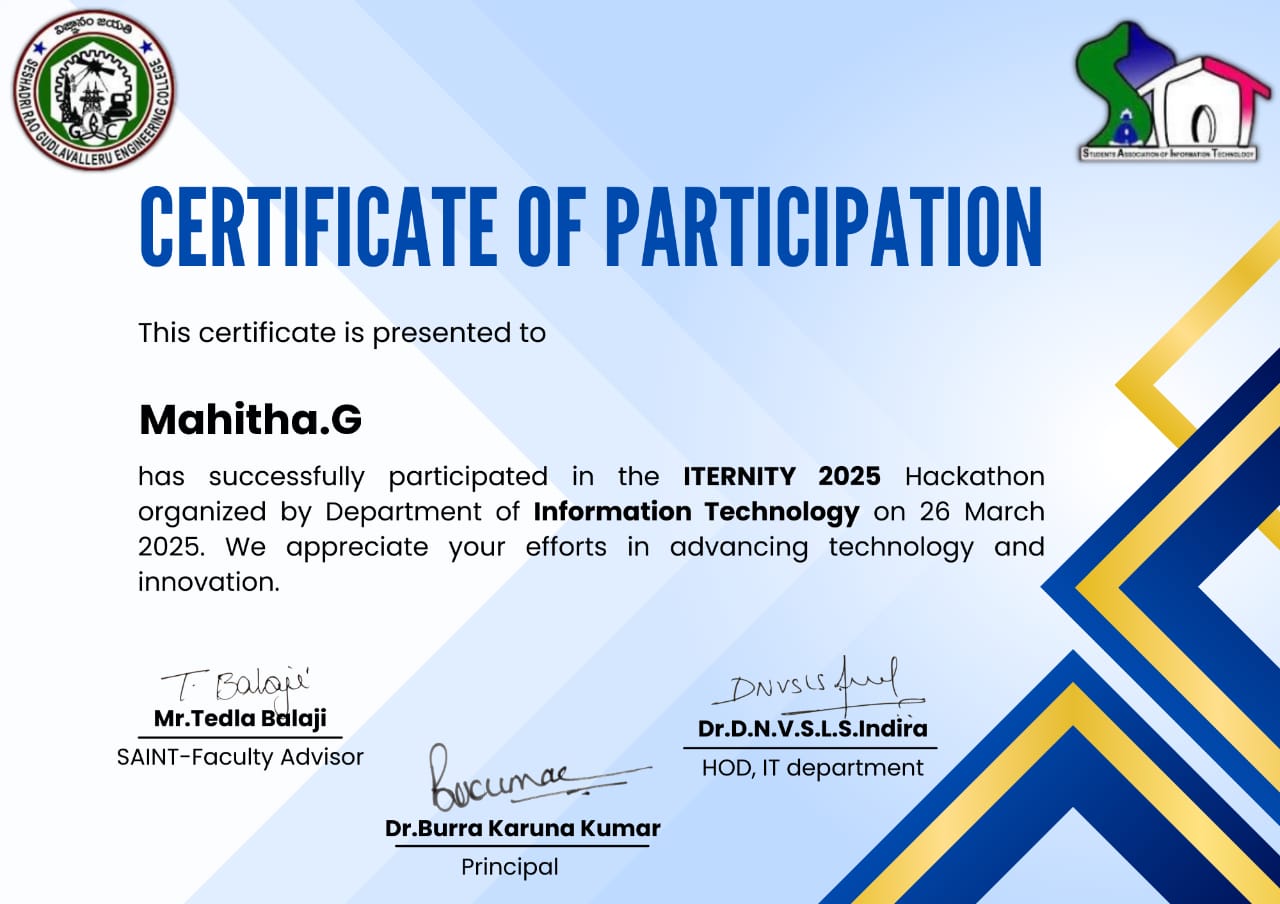 విజ్ఞానం జయతి
SESHADRI RAO GUDLAVALLERU ENGINEERING COLLEGE
STUDENTS ASSOCIATION OF INFORMATION TECHNOLOGY
CERTIFICATE OF PARTICIPATION
This certificate is presented to
Mahitha.G
has successfully participated in the ITERNITY 2025 Hackathon
organized by Department of Information Technology on 26 March
2025. We appreciate your efforts in advancing technology and
innovation.
T. Balaji
Mr.Tedla Balaji
SAINT-Faculty Advisor
DNVSLS
Dr.D.N.V.S.L.S.Indira
HOD, IT department
Dr.Burra Karuna Kumar
Principal